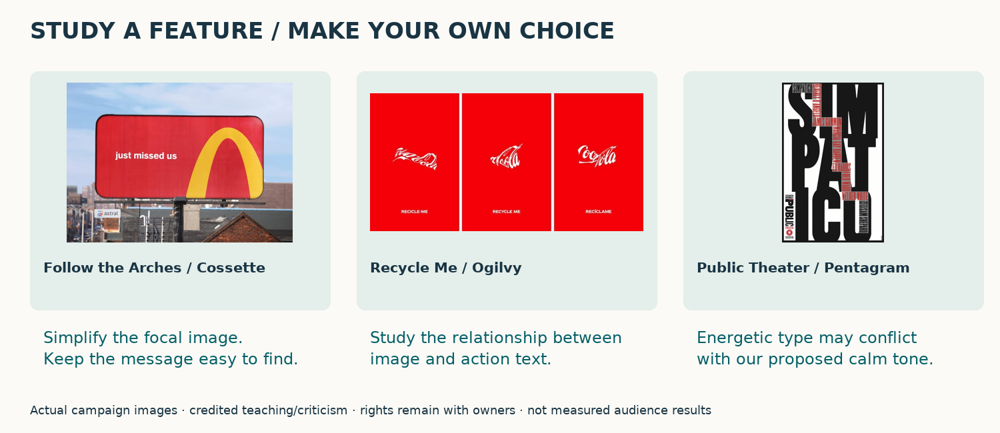 STUDY A FEATURE / MAKE YOUR OWN CHOICE
just missed us
astral
RECICLE-ME
RECYCLE ME
RECÍCLAME
SIMPATICO
SIM
PAT
ICO
PUBLIC
Follow the Arches / Cossette
Recycle Me / Ogilvy
Public Theater / Pentagram
Simplify the focal image.
Keep the message easy to find.
Study the relationship between
image and action text.
Energetic type may conflict
with our proposed calm tone.
Actual campaign images · credited teaching/criticism · rights remain with owners · not measured audience results